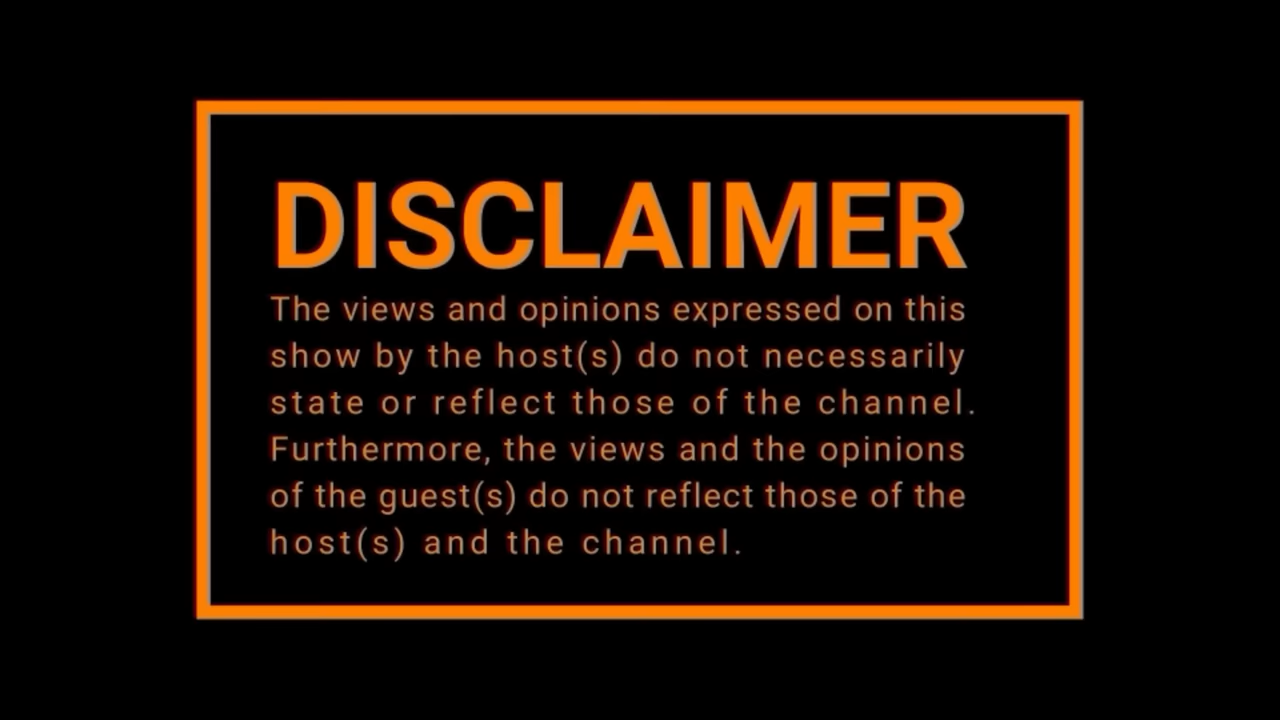 DISCLAIMER
The views and opinions expressed on this
show by the host(s) do not necessarily
state or reflect those of the channel.
Furthermore, the views and the opinions
of the guest(s) do not reflect those of the
host(s) and the channel.